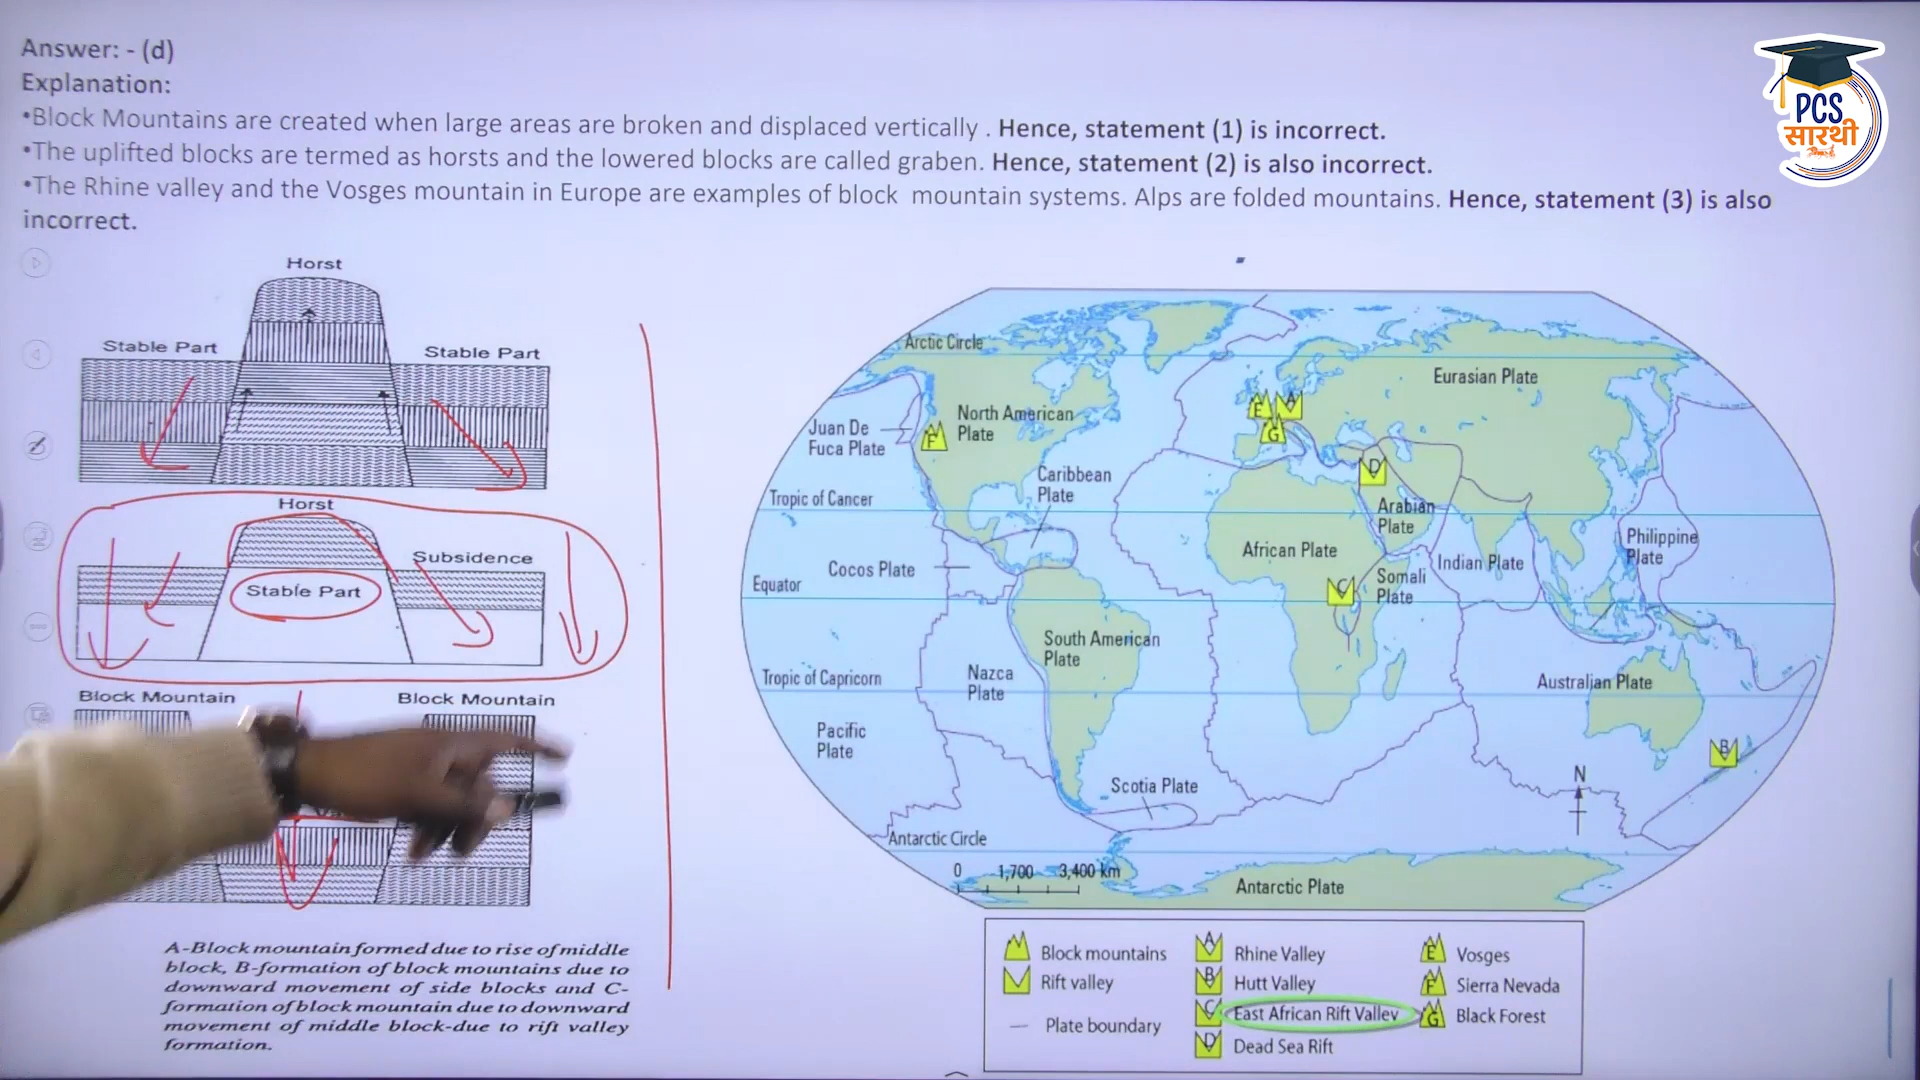 Answer: - (d)
Explanation:
•Block Mountains are created when large areas are broken and displaced vertically . Hence, statement (1) is incorrect.
•The uplifted blocks are termed as horsts and the lowered blocks are called graben. Hence, statement (2) is also incorrect.
•The Rhine valley and the Vosges mountain in Europe are examples of block mountain systems. Alps are folded mountains. Hence, statement (3) is also
incorrect.
PCS
सारथी
Horst
Stable Part
Stable Part
Horst
Subsidence
Stable Part
Block Mountain
Block Mountain
A-Block mountain formed due to rise of middle
block, B-formation of block mountains due to
downward movement of side blocks and C-
formation of block mountain due to downward
movement of middle block-due to rift valley
formation.
Arctic Circle
Eurasian Plate
North American
Plate
Juan De
Fuca Plate
Caribbean
Plate
Tropic of Cancer
Arabian
Plate
Philippine
Plate
African Plate
Indian Plate
Cocos Plate
Somali
Plate
Equator
South American
Plate
Nazca
Plate
Tropic of Capricorn
Australian Plate
Pacific
Plate
Scotia Plate
Antarctic Circle
Antarctic Plate
0 1,700 3,400 km
N
A
B
C
D
E
F
G
Block mountains
Rift valley
Plate boundary
A Rhine Valley
B Hutt Valley
C East African Rift Valley
D Dead Sea Rift
E Vosges
F Sierra Nevada
G Black Forest